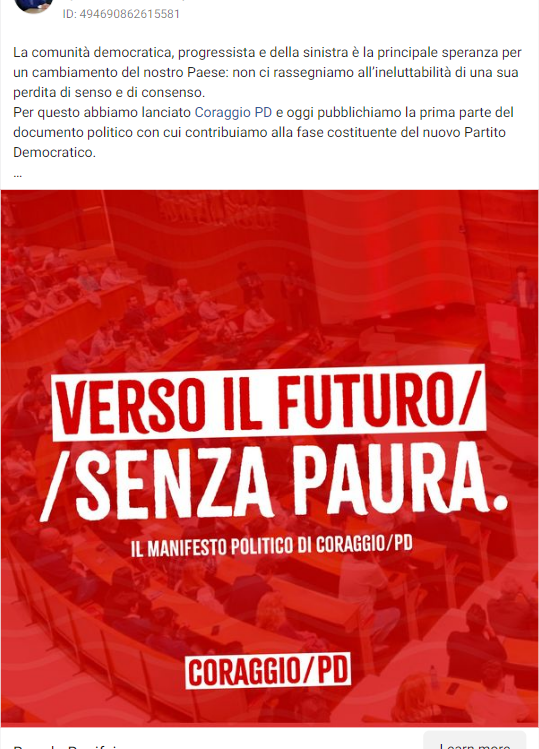 ID: 494690862615581
La comunità democratica, progressista e della sinistra è la principale speranza per
un cambiamento del nostro Paese: non ci rassegniamo all'ineluttabilità di una sua
perdita di senso e di consenso.
Per questo abbiamo lanciato Coraggio PD e oggi pubblichiamo la prima parte del
documento politico con cui contribuiamo alla fase costituente del nuovo Partito
Democratico.
...
VERSO IL FUTURO/
/SENZA PAURA.
IL MANIFESTO POLITICO DI CORAGGIO/PD
CORAGGIO/PD
Learn more